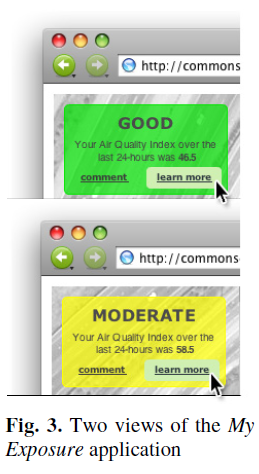 http://commons
GOOD
Your Air Quality Index over the
last 24-hours was 46.5
comment learn more
http://commons
MODERATE
Your Air Quality Index over the
last 24-hours was 58.5
comment learn more
Fig. 3. Two views of the My
Exposure application